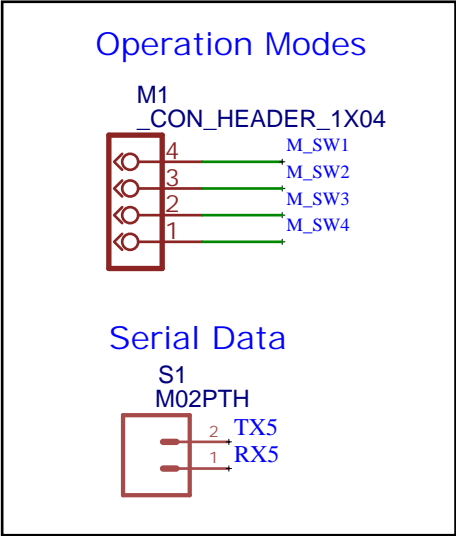 Operation Modes
M1
_CON_HEADER_1X04
4 M_SW1
3 M_SW2
2 M_SW3
1 M_SW4
Serial Data
S1
M02PTH
2 TX5
1 RX5